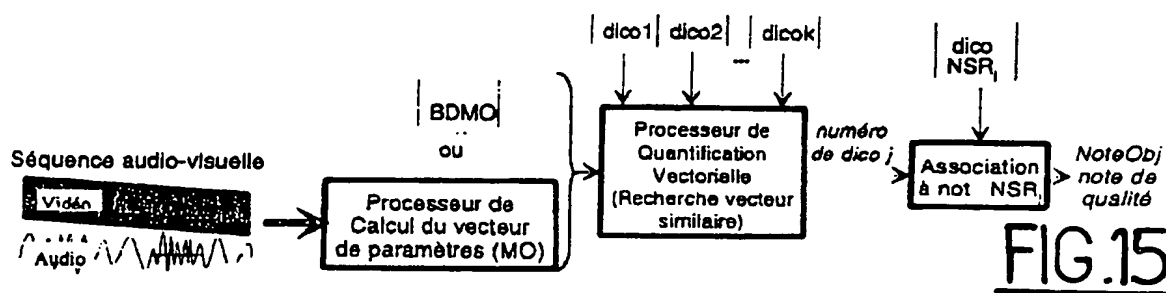 Séquence audio-visuelle
Vidéo
Audio
BDMO
ou
Processeur de
Calcul du vecteur
de paramètres (MO)
dico1 dico2 ... dicok
Processeur de
Quantification
Vectorielle
(Recherche vecteur
similaire)
numéro
de dico j
dico
NSRj
Association
à not NSRj
NoteObj
note de
qualité
FIG.15